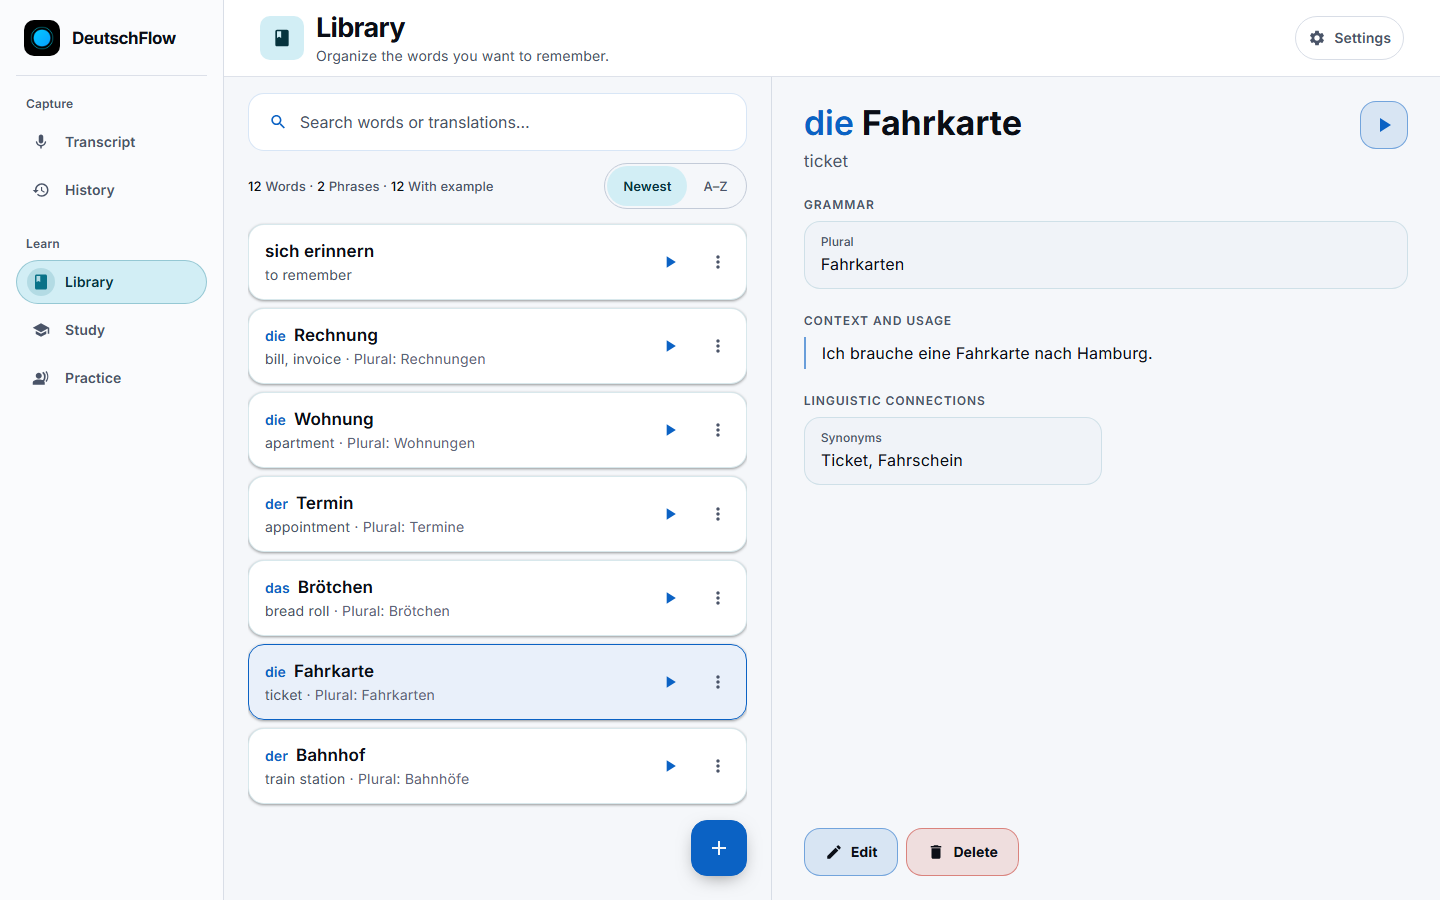 DeutschFlow
Capture
Transcript
History
Learn
Library
Study
Practice
Library
Organize the words you want to remember.
Settings
Search words or translations...
12 Words · 2 Phrases · 12 With example
Newest
A–Z
sich erinnern
to remember
die Rechnung
bill, invoice · Plural: Rechnungen
die Wohnung
apartment · Plural: Wohnungen
der Termin
appointment · Plural: Termine
das Brötchen
bread roll · Plural: Brötchen
die Fahrkarte
ticket · Plural: Fahrkarten
der Bahnhof
train station · Plural: Bahnhöfe
die Fahrkarte
ticket
GRAMMAR
Plural
Fahrkarten
CONTEXT AND USAGE
Ich brauche eine Fahrkarte nach Hamburg.
LINGUISTIC CONNECTIONS
Synonyms
Ticket, Fahrschein
Edit
Delete